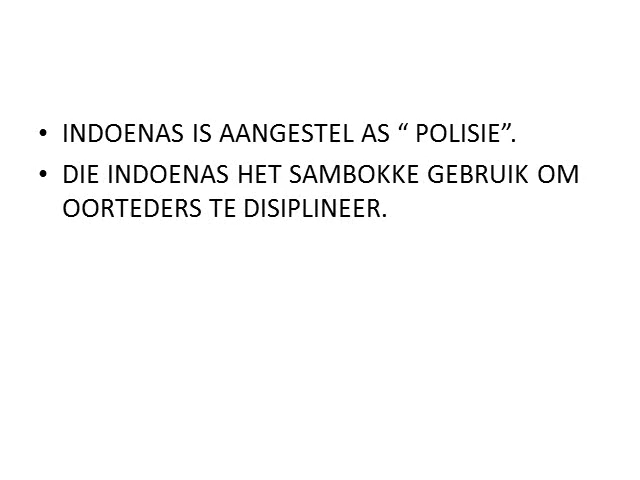 • INDOENAS IS AANGESTEL AS “ POLISIE”.
• DIE INDOENAS HET SAMBOKKE GEBRUIK OM
OORTEDERS TE DISIPLINEER.